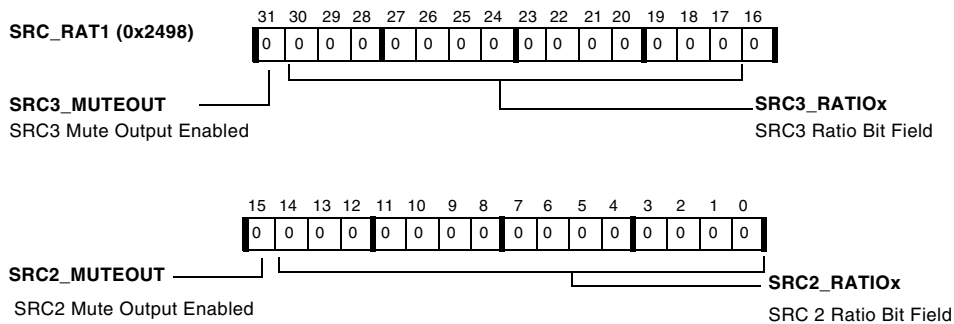 SRC_RAT1 (0x2498)
31 30 29 28 27 26 25 24 23 22 21 20 19 18 17 16
0 0 0 0 0 0 0 0 0 0 0 0 0 0 0 0
SRC3_MUTEOUT
SRC3 Mute Output Enabled
SRC3_RATIOx
SRC3 Ratio Bit Field
15 14 13 12 11 10 9 8 7 6 5 4 3 2 1 0
0 0 0 0 0 0 0 0 0 0 0 0 0 0 0 0
SRC2_MUTEOUT
SRC2 Mute Output Enabled
SRC2_RATIOx
SRC 2 Ratio Bit Field